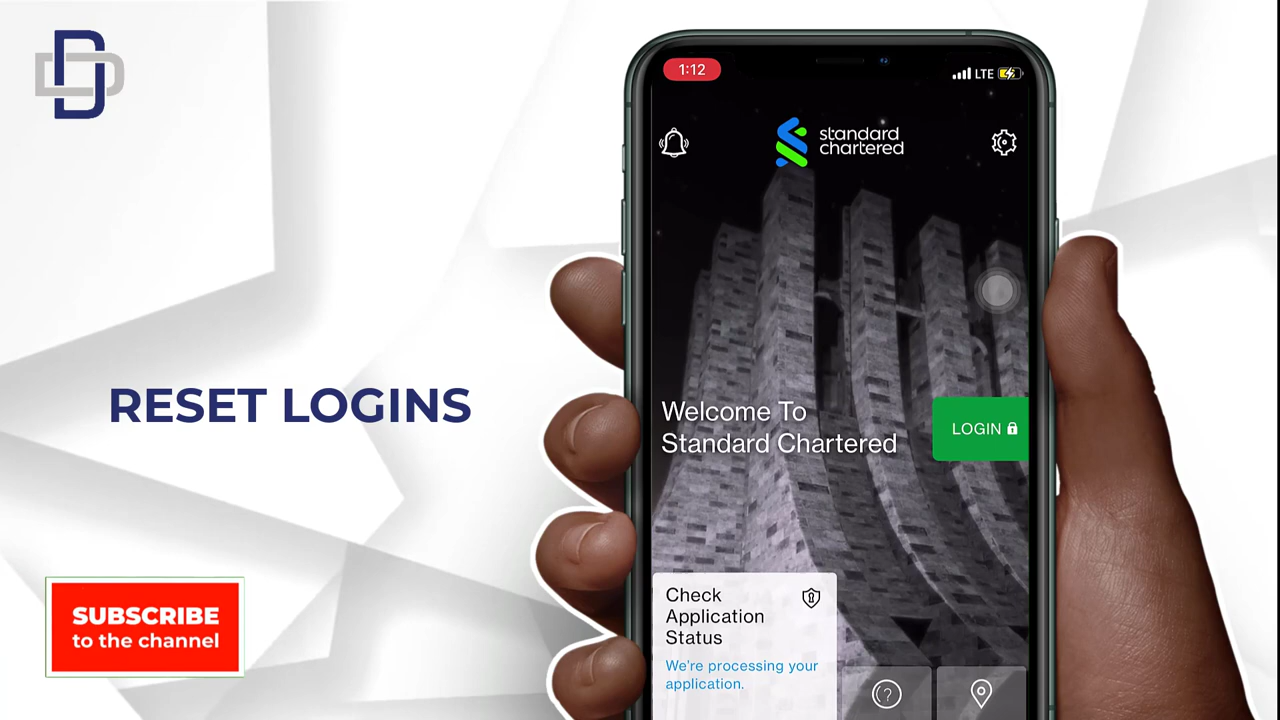 1:12
LTE
standard
chartered
RESET LOGINS
Welcome To
Standard Chartered
LOGIN
Check
Application
Status
We're processing your
application.
SUBSCRIBE
to the channel
?